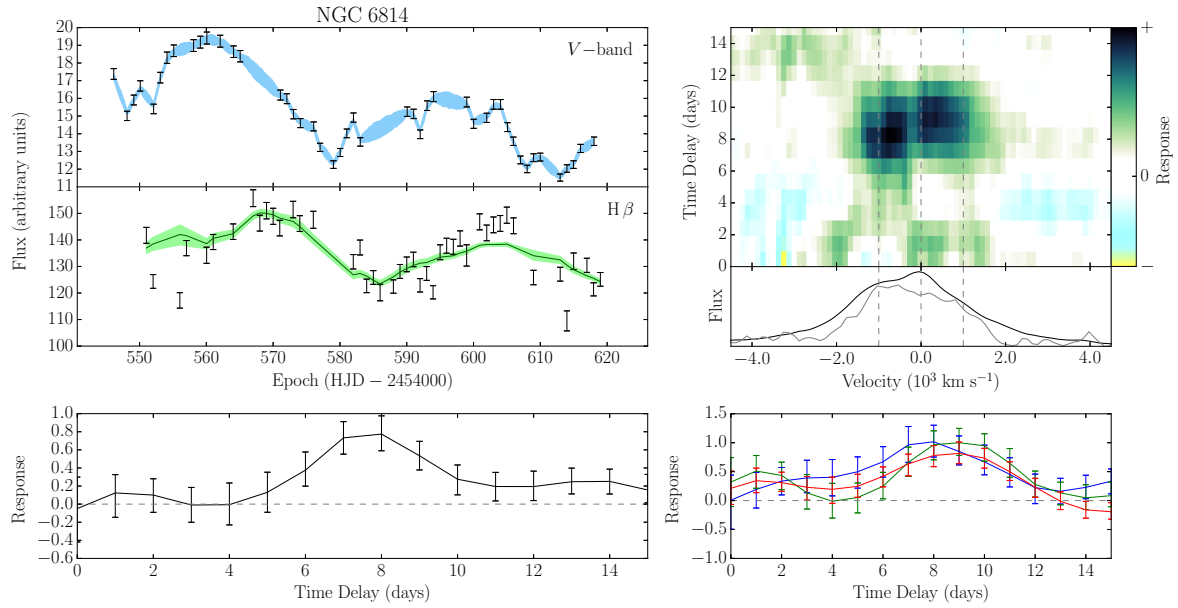 NGC 6814
V−band
20
19
18
17
16
15
14
13
12
11
Hβ
150
140
130
120
110
100
Flux (arbitrary units)
550 560 570 580 590 600 610 620
Epoch (HJD − 2454000)
14
12
10
8
6
4
2
0
Time Delay (days)
+
0
−
Response
Flux
−4.0 −2.0 0.0 2.0 4.0
Velocity (10³ km s⁻¹)
1.0
0.8
0.6
0.4
0.2
0.0
−0.2
−0.4
−0.6
Response
0 2 4 6 8 10 12 14
Time Delay (days)
1.5
1.0
0.5
0.0
−0.5
−1.0
Response
0 2 4 6 8 10 12 14
Time Delay (days)